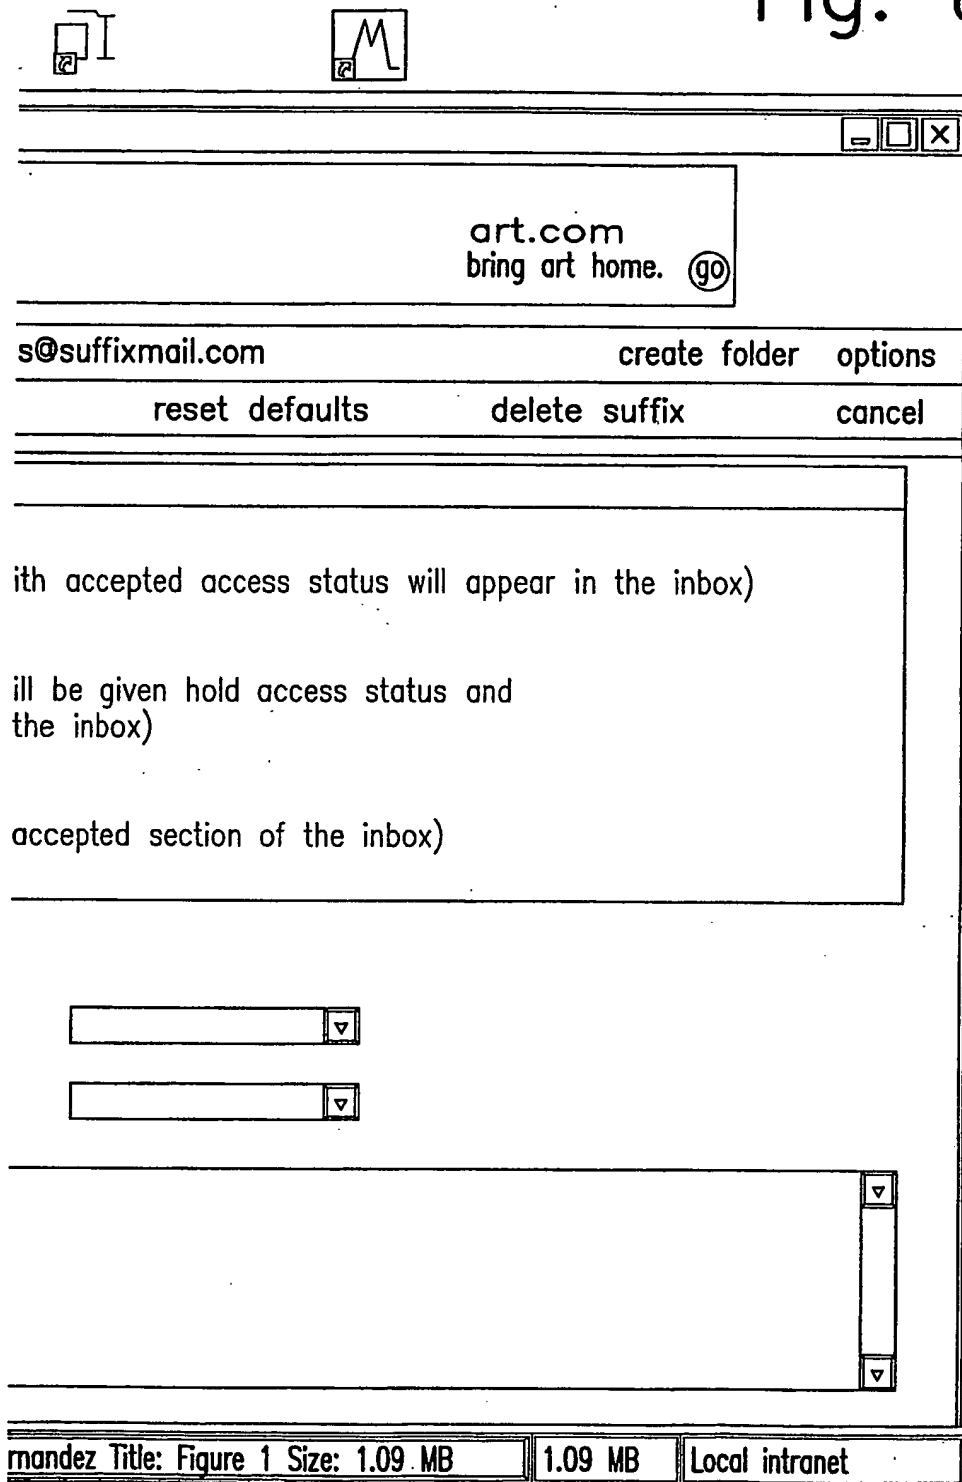 Fig.
art.com
bring art home. go
s@suffixmail.com create folder options
reset defaults delete suffix cancel
ith accepted access status will appear in the inbox)
ill be given hold access status and
the inbox)
accepted section of the inbox)
rnandez Title: Figure 1 Size: 1.09 MB 1.09 MB Local intranet